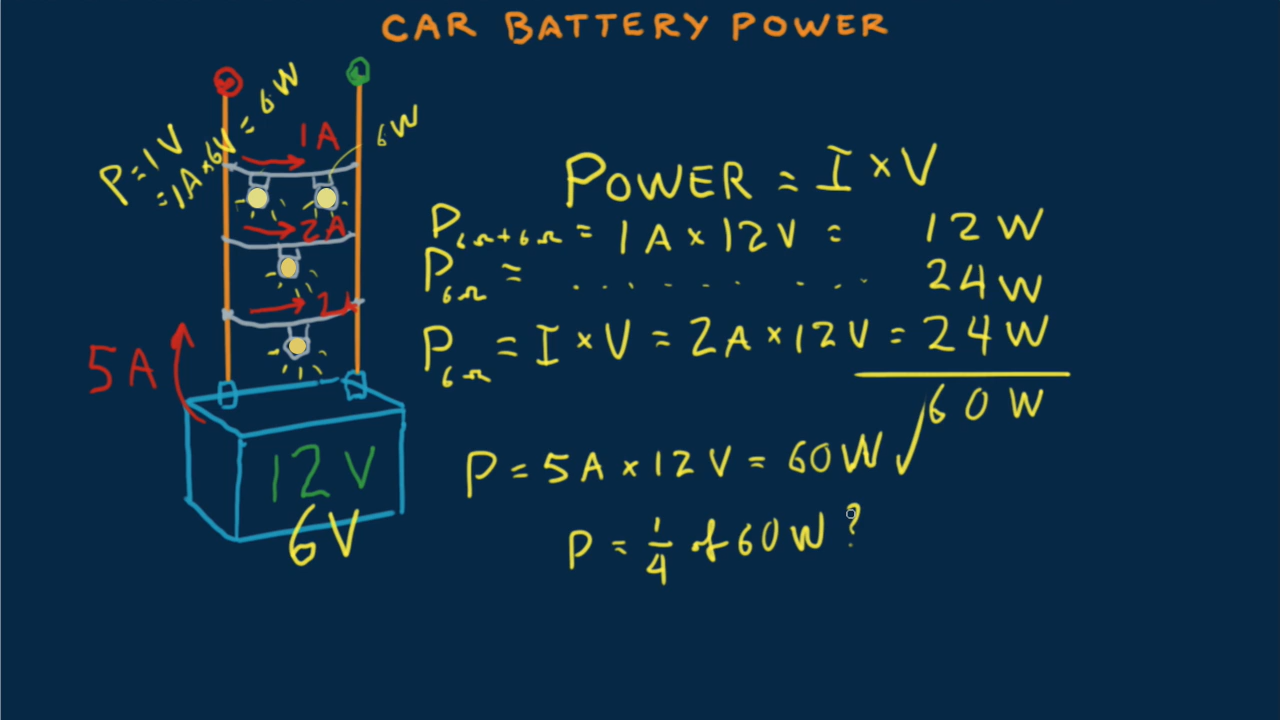 CAR BATTERY POWER
P=1V
=1A×6V = 6W
1A
6W
2A
2A
5A
12V
6V
POWER = I×V
P6Ω+6Ω = 1A×12V = 12W
P6Ω = . . . . . . . . 24W
P6Ω = I×V = 2A×12V = 24W
60W
P = 5A×12V = 60W √
P = 1/4 of 60W?